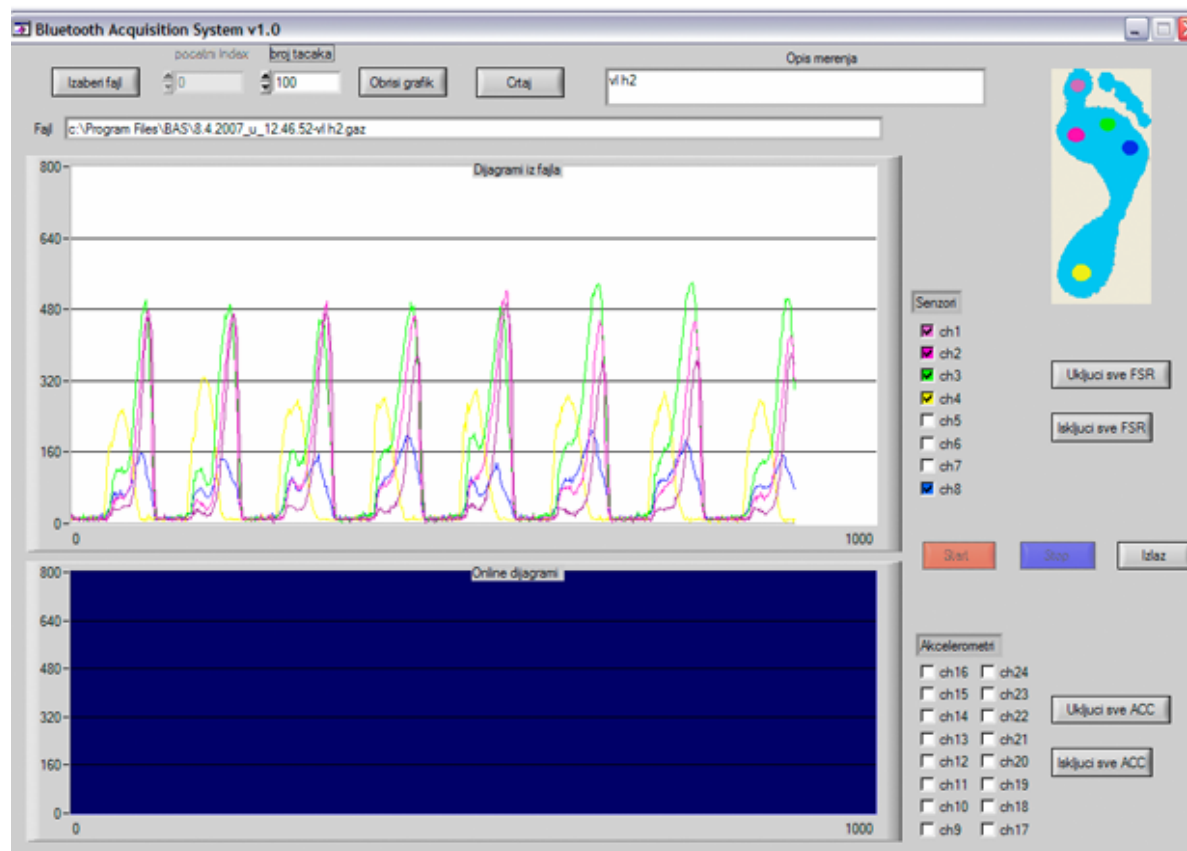 Bluetooth Acquisition System v1.0
pocetni Index
broj tacaka
Opis merenja
Izaberi fajl
0
100
Obrisi grafik
Crtaj
vl h2
Fajl
c:\Program Files\BAS\8.4.2007_u_12.46.52-vl h2.gaz
Dijagrami iz fajla
800
640
480
320
160
0
0
1000
Senzori
ch1
ch2
ch3
ch4
ch5
ch6
ch7
ch8
Ukljuci sve FSR
Iskljuci sve FSR
Start
Stop
Izlaz
Online dijagrami
800
640
480
320
160
0
0
1000
Akcelerometri
ch16 ch24
ch15 ch23
ch14 ch22
ch13 ch21
ch12 ch20
ch11 ch19
ch10 ch18
ch9 ch17
Ukljuci sve ACC
Iskljuci sve ACC